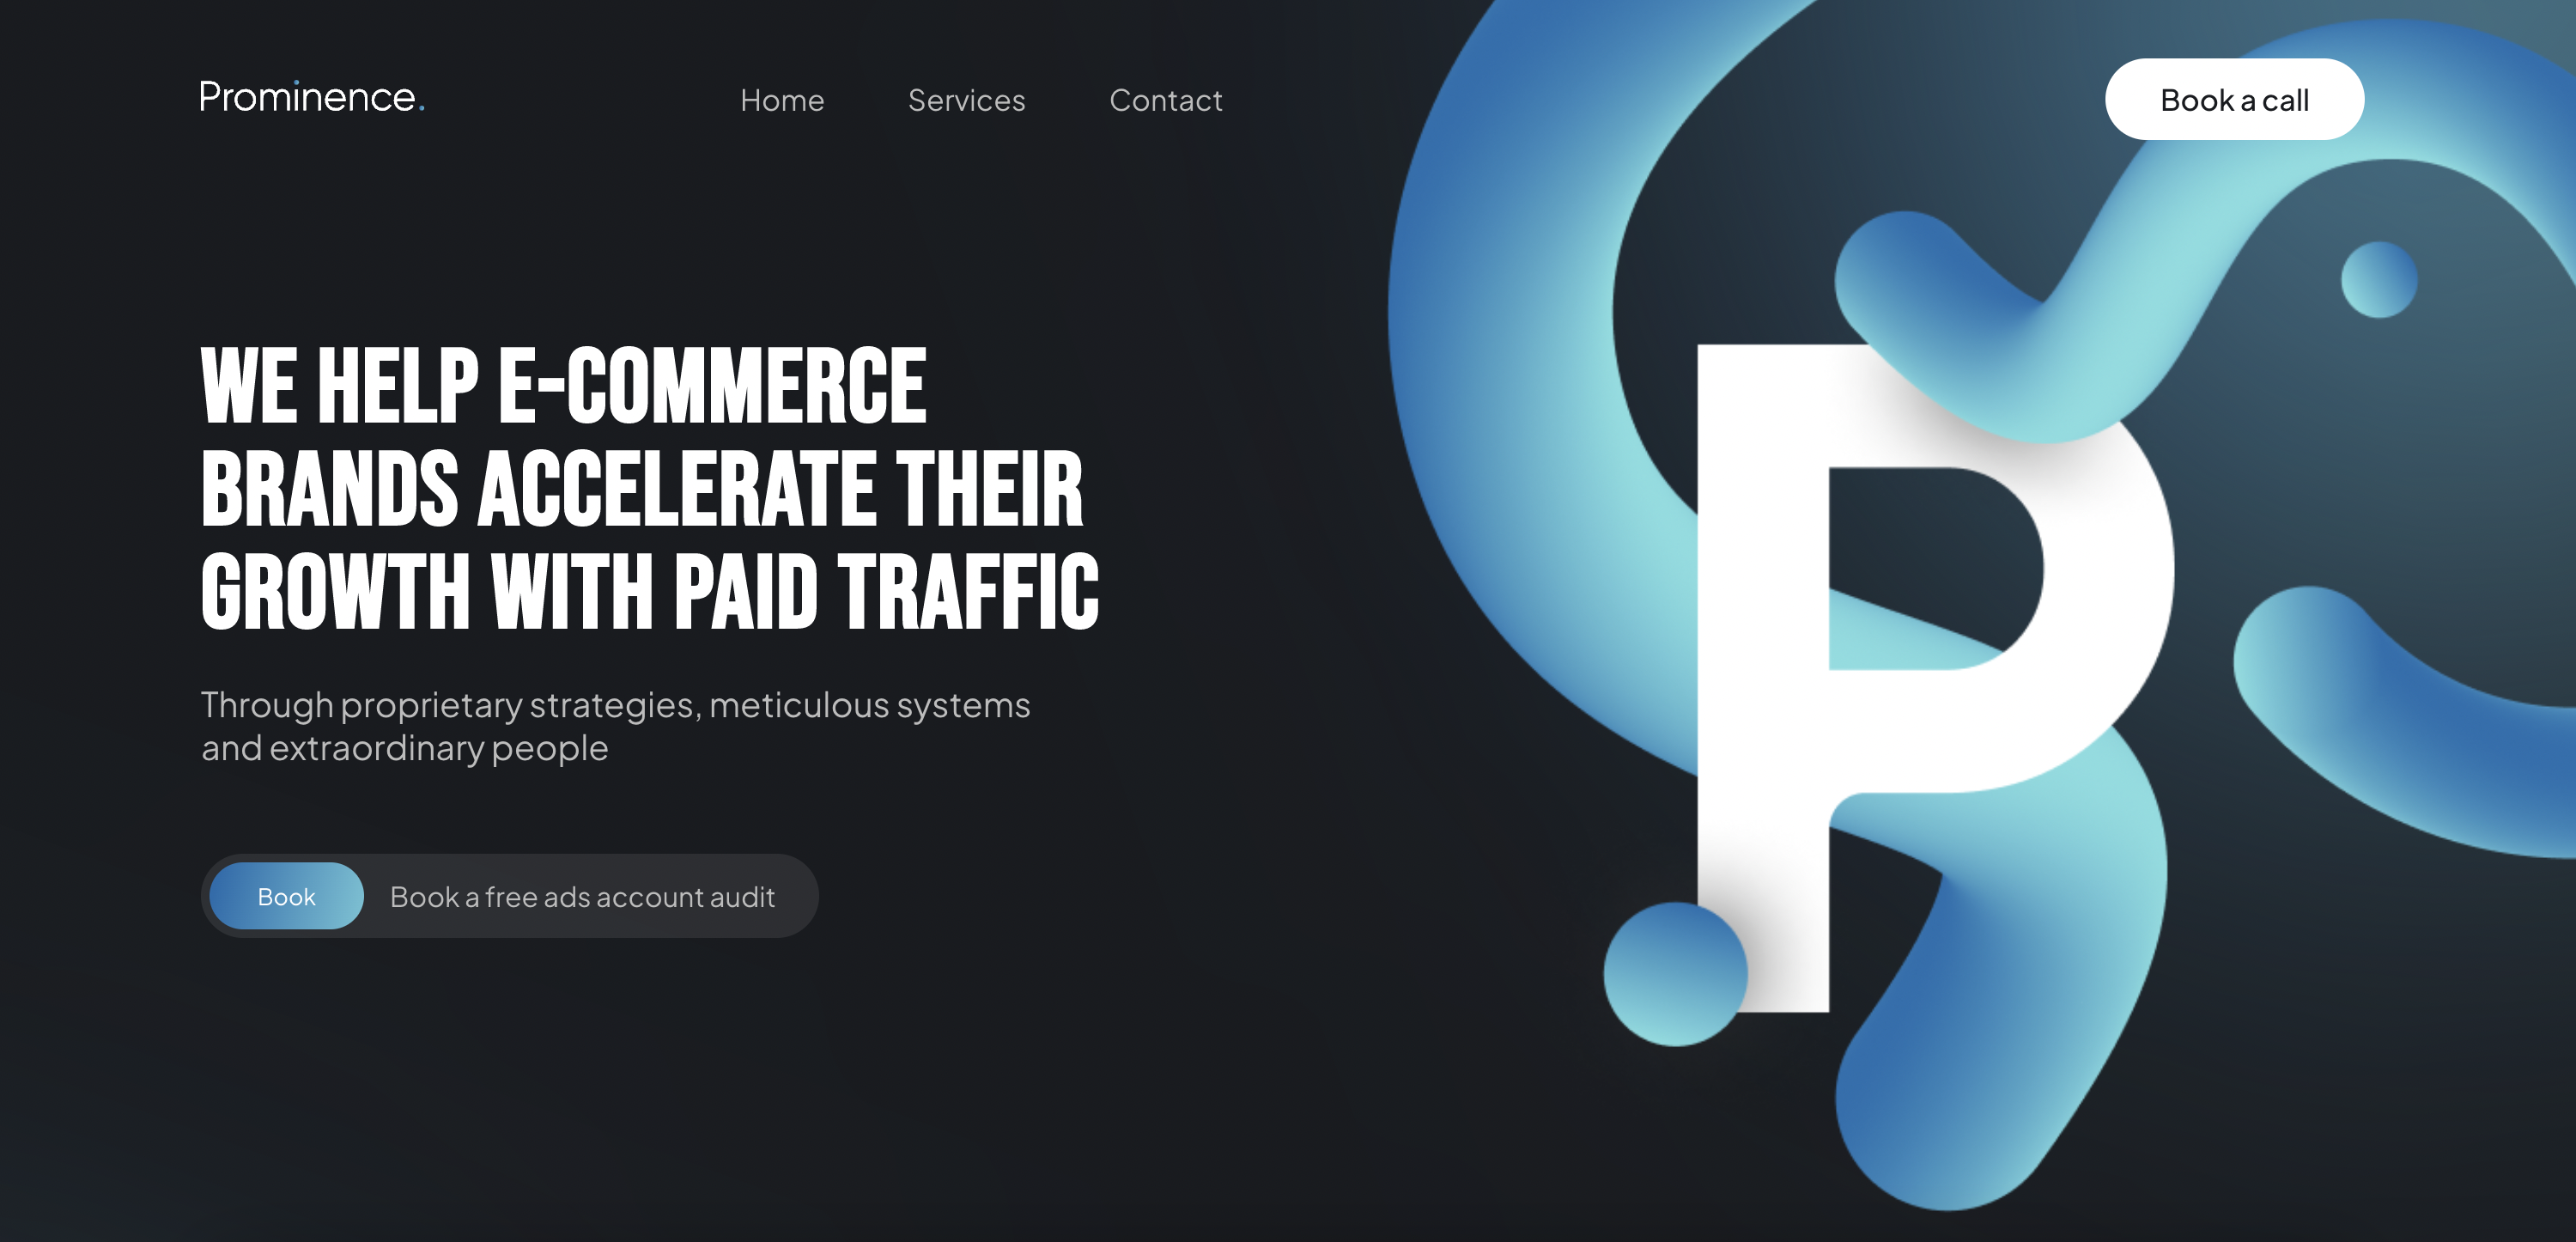 Prominence.
Home
Services
Contact
Book a call
WE HELP E-COMMERCE
BRANDS ACCELERATE THEIR
GROWTH WITH PAID TRAFFIC
Through proprietary strategies, meticulous systems
and extraordinary people
Book
Book a free ads account audit
P